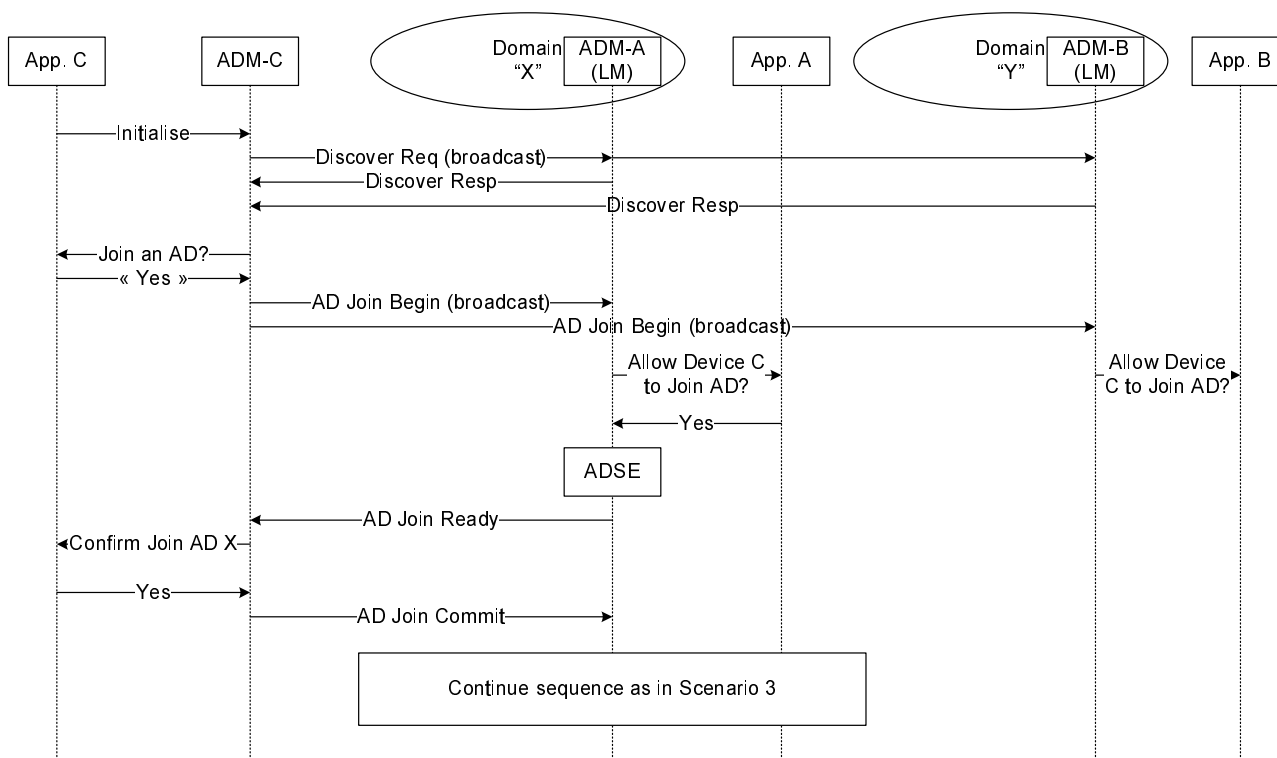 App. C
ADM-C
Domain
“X”
ADM-A
(LM)
App. A
Domain
“Y”
ADM-B
(LM)
App. B
Initialise
Discover Req (broadcast)
Discover Resp
Discover Resp
Join an AD?
« Yes »
AD Join Begin (broadcast)
AD Join Begin (broadcast)
Allow Device C
to Join AD?
Allow Device
C to Join AD?
Yes
ADSE
AD Join Ready
Confirm Join AD X
Yes
AD Join Commit
Continue sequence as in Scenario 3